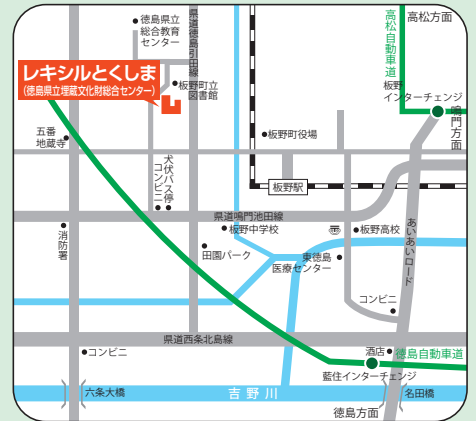 徳島県立
総合教育
センター
県道徳島引田線
高松自動車道
高松方面
レキシルとくしま
(徳島県立埋蔵文化財総合センター)
板野町立
図書館
板野
インターチェンジ
鳴門方面
五番
地蔵寺
板野町役場
犬伏バス停
コンビニ
板野駅
県道鳴門池田線
消防署
板野中学校
板野高校
あいあいロード
田園パーク
東徳島
医療センター
コンビニ
県道西条北島線
コンビニ
酒店
徳島自動車道
藍住インターチェンジ
六条大橋
吉野川
名田橋
徳島方面